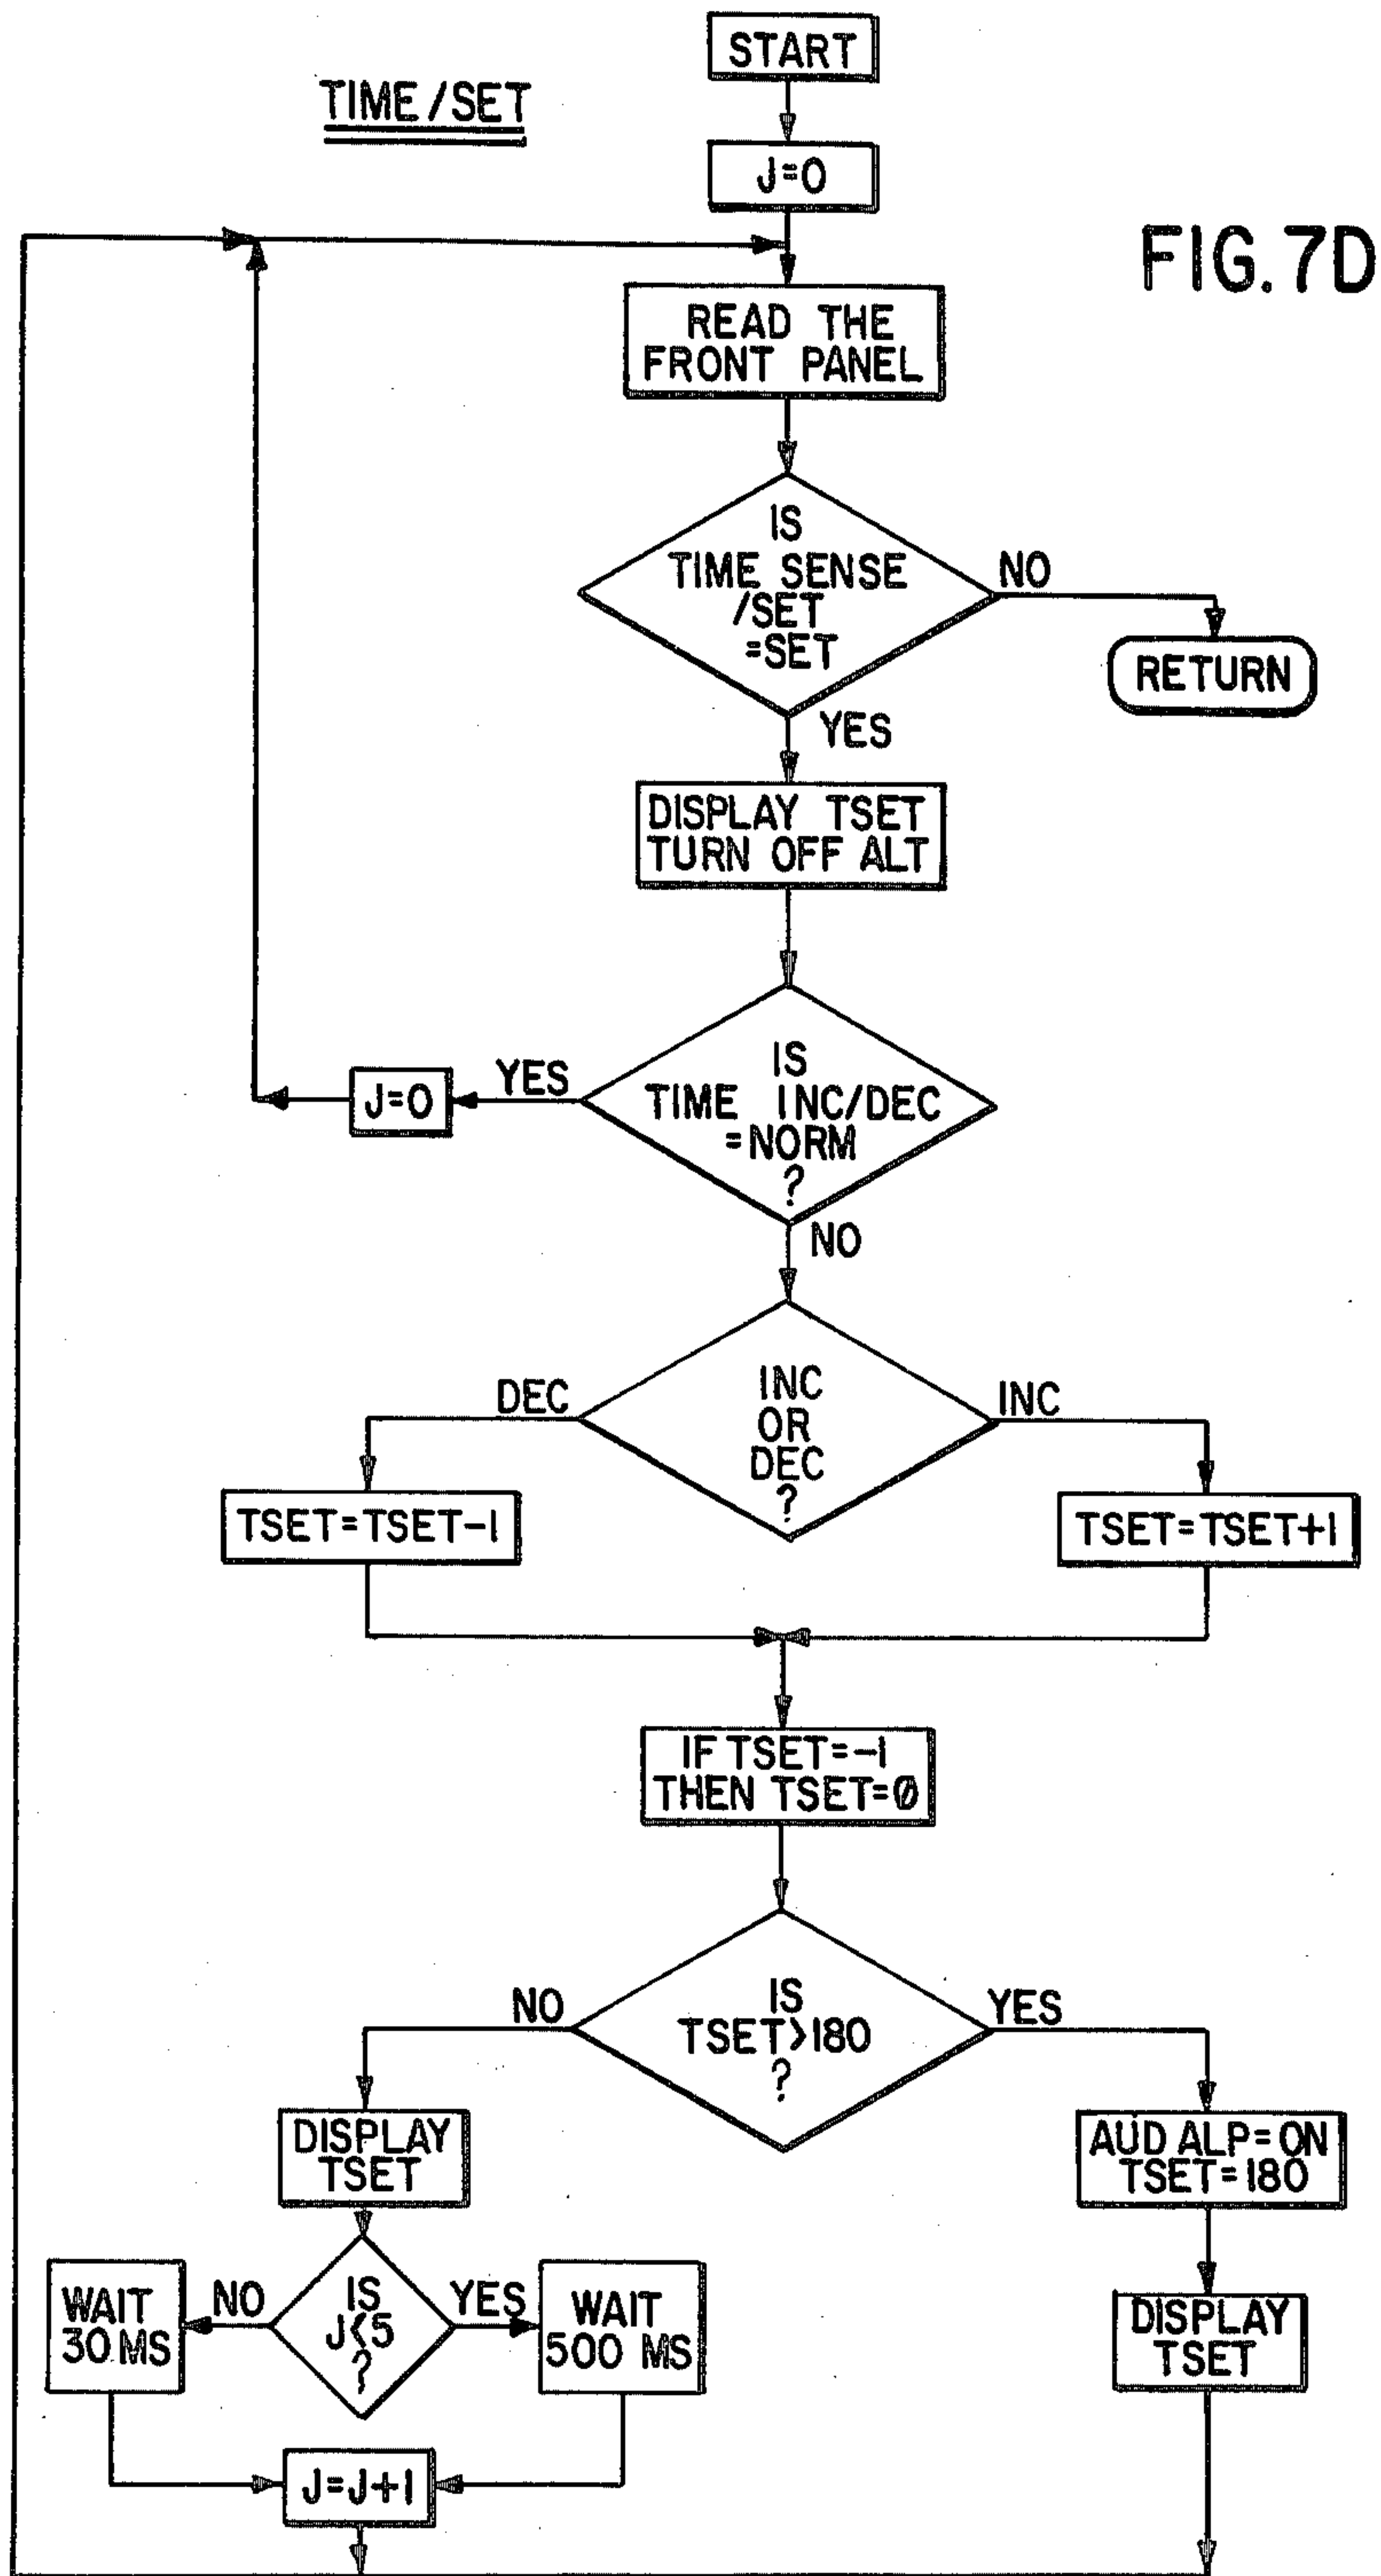 START
TIME/SET
J=0
FIG. 7D
READ THE
FRONT PANEL
IS
TIME SENSE
/SET
=SET
NO
RETURN
YES
DISPLAY TSET
TURN OFF ALT
IS
TIME INC/DEC
=NORM
?
YES
J=0
NO
INC
OR
DEC
?
DEC
INC
TSET=TSET-1
TSET=TSET+1
IF TSET=-1
THEN TSET=0
IS
TSET>180
?
NO
YES
DISPLAY
TSET
AUD ALP=ON
TSET=180
IS
J<5
?
NO
YES
WAIT
30 MS
WAIT
500 MS
DISPLAY
TSET
J=J+1